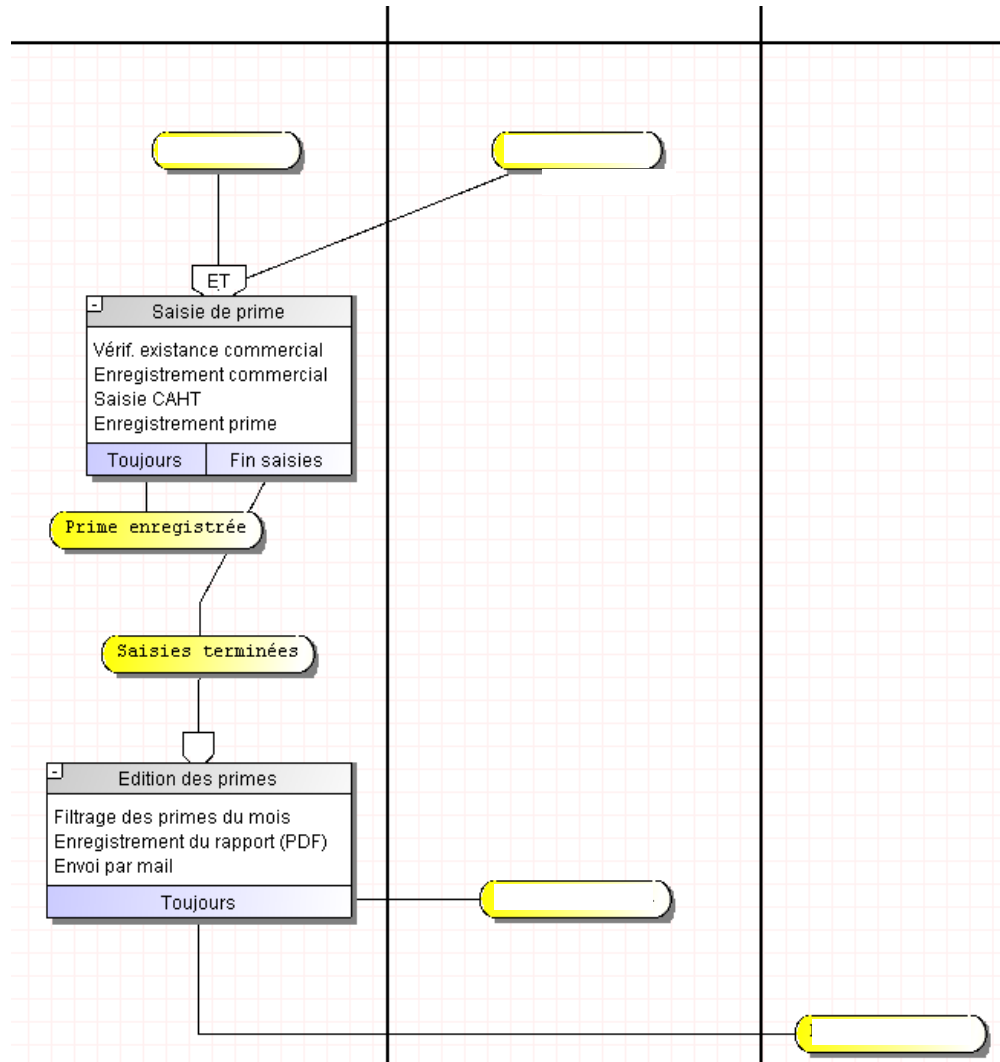 ET
Saisie de prime
Vérif. existance commercial
Enregistrement commercial
Saisie CAHT
Enregistrement prime
Toujours
Fin saisies
Prime enregistrée
Saisies terminées
Edition des primes
Filtrage des primes du mois
Enregistrement du rapport (PDF)
Envoi par mail
Toujours